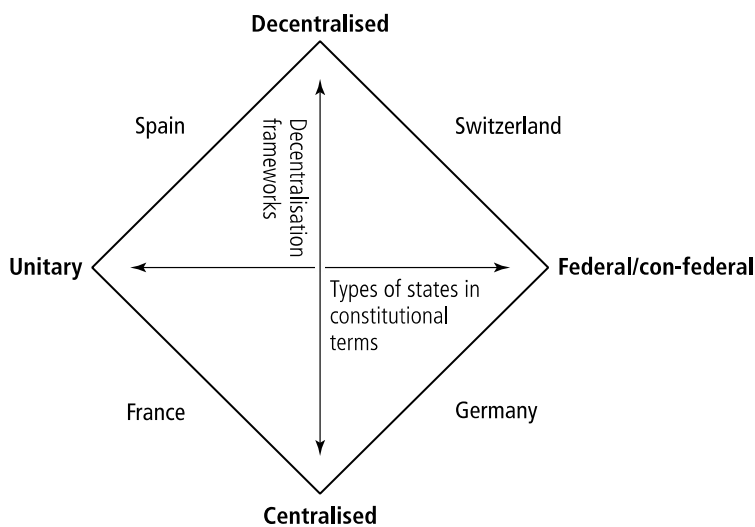 Decentralised
Spain
Switzerland
Decentralisation
frameworks
Unitary
Federal/con-federal
Types of states in
constitutional
terms
France
Germany
Centralised